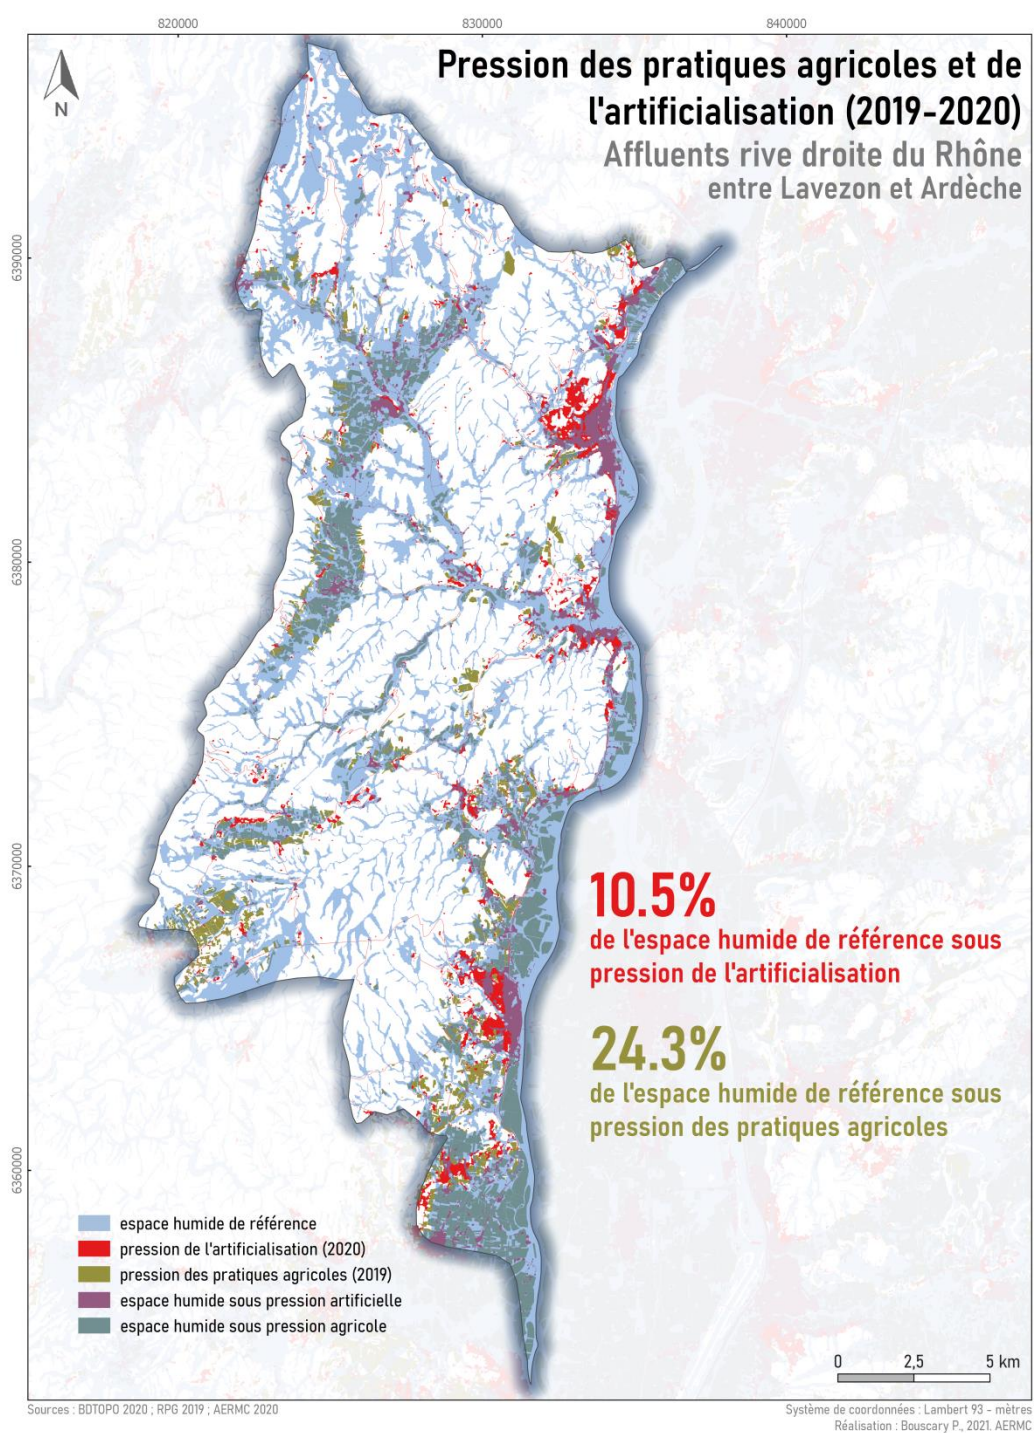 820000
830000
840000
N
Pression des pratiques agricoles et de
l'artificialisation (2019-2020)
Affluents rive droite du Rhône
entre Lavezon et Ardèche
6390000
6380000
6370000
6360000
10.5%
de l'espace humide de référence sous
pression de l'artificialisation
24.3%
de l'espace humide de référence sous
pression des pratiques agricoles
espace humide de référence
pression de l'artificialisation (2020)
pression des pratiques agricoles (2019)
espace humide sous pression artificielle
espace humide sous pression agricole
0 2,5 5 km
Sources : BDTOPO 2020 ; RPG 2019 ; AERMC 2020
Système de coordonnées : Lambert 93 - mètres
Réalisation : Bouscary P., 2021. AERMC